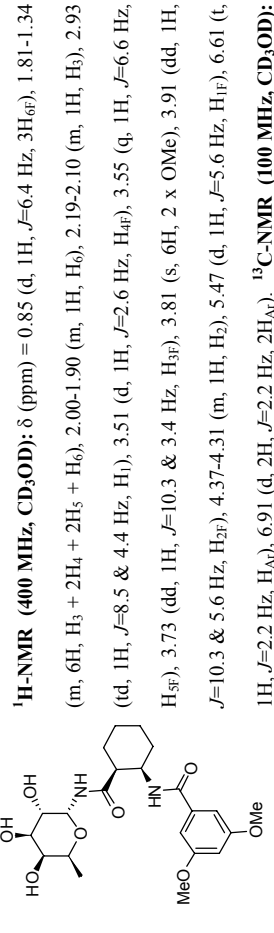 ¹H-NMR (400 MHz, CD₃OD): δ (ppm) = 0.85 (d, 1H, J=6.4 Hz, 3H₆F), 1.81-1.34
(m, 6H, H₃ + 2H₄ + 2H₅ + H₆), 2.00-1.90 (m, 1H, H₆), 2.19-2.10 (m, 1H, H₃), 2.93
(td, 1H, J=8.5 & 4.4 Hz, H₁), 3.51 (d, 1H, J=2.6 Hz, H₄F), 3.55 (q, 1H, J=6.6 Hz,
H₅F), 3.73 (dd, 1H, J=10.3 & 3.4 Hz, H₃F), 3.81 (s, 6H, 2 x OMe), 3.91 (dd, 1H,
J=10.3 & 5.6 Hz, H₂F), 4.37-4.31 (m, 1H, H₂), 5.47 (d, 1H, J=5.6 Hz, H₁F), 6.61 (t,
1H, J=2.2 Hz, H_Ar), 6.91 (d, 2H, J=2.2 Hz, 2H_Ar). ¹³C-NMR (100 MHz, CD₃OD):
OH
HO
OH
O
NH
O
HN
O
MeO
OMe